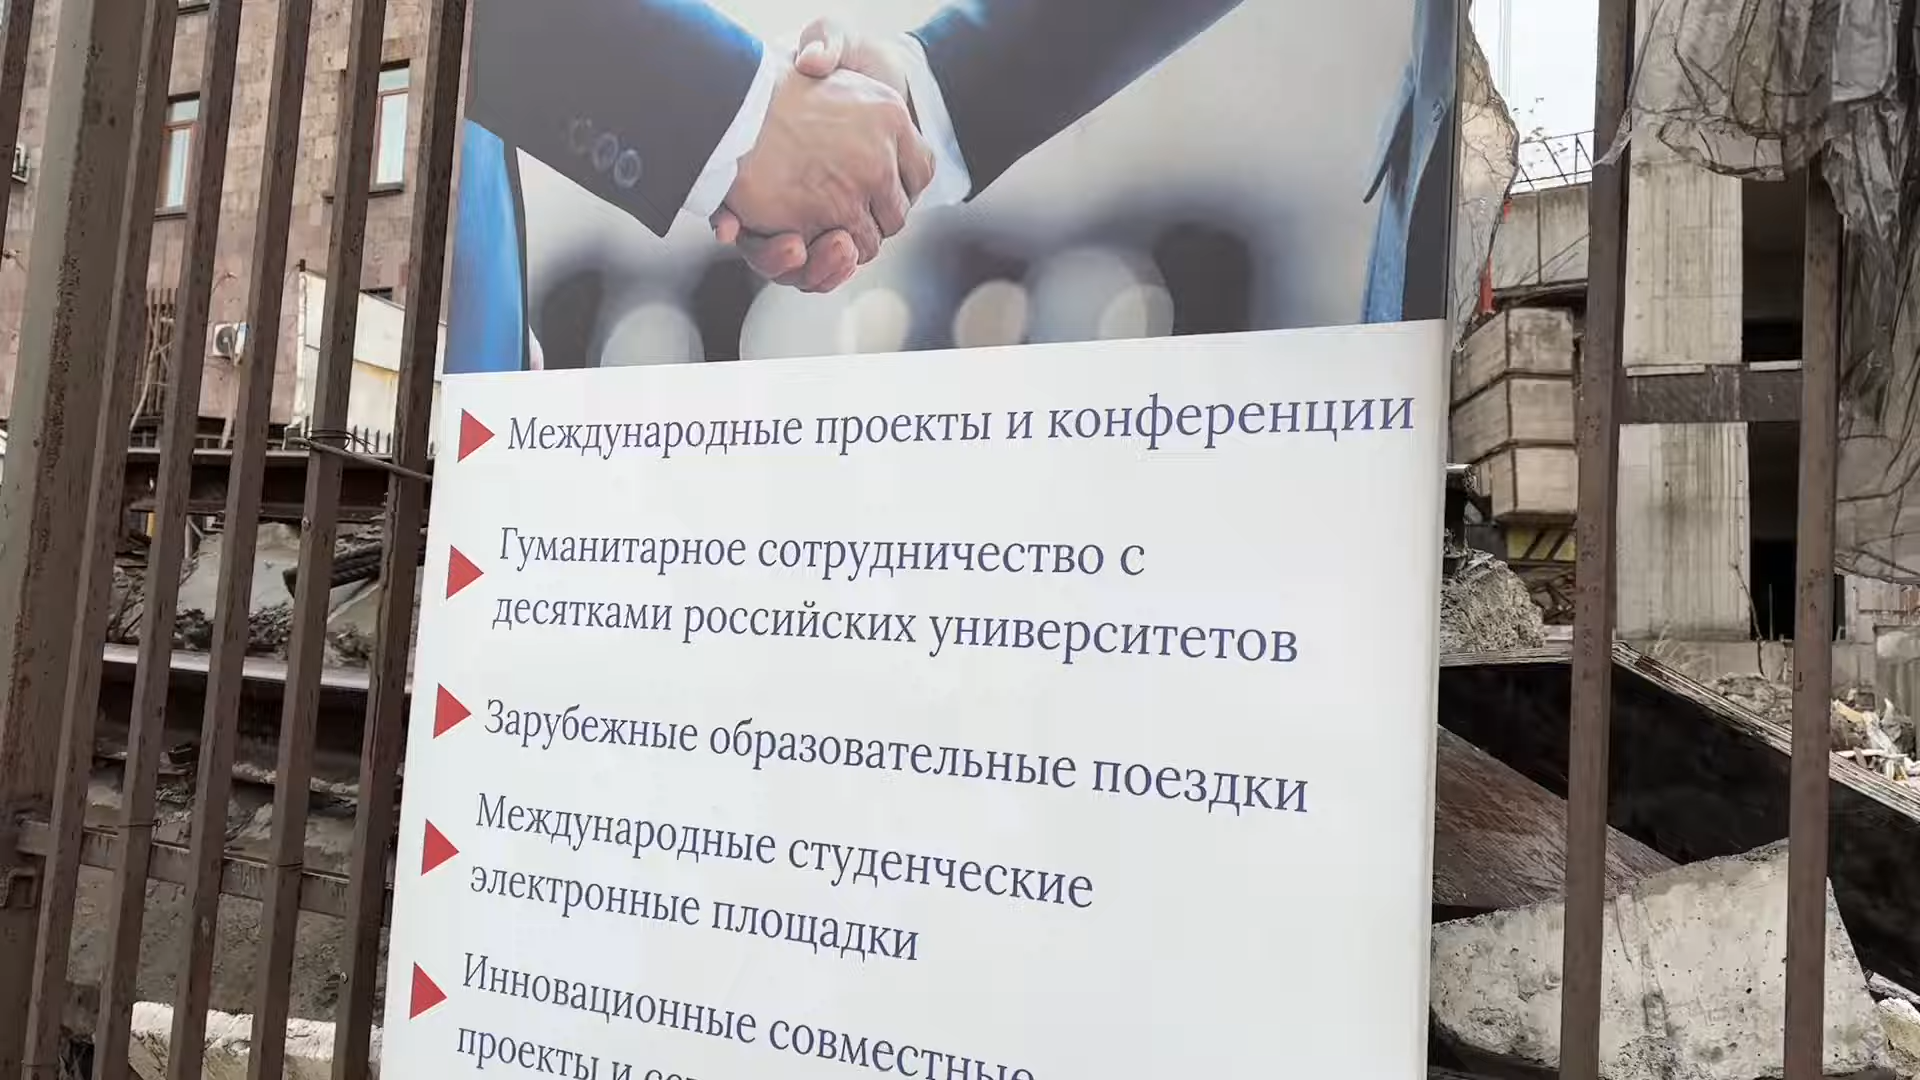 Международные проекты и конференции
Гуманитарное сотрудничество с
десятками российских университетов
Зарубежные образовательные поездки
Международные студенческие
электронные площадки
Инновационные совместные
проекты и